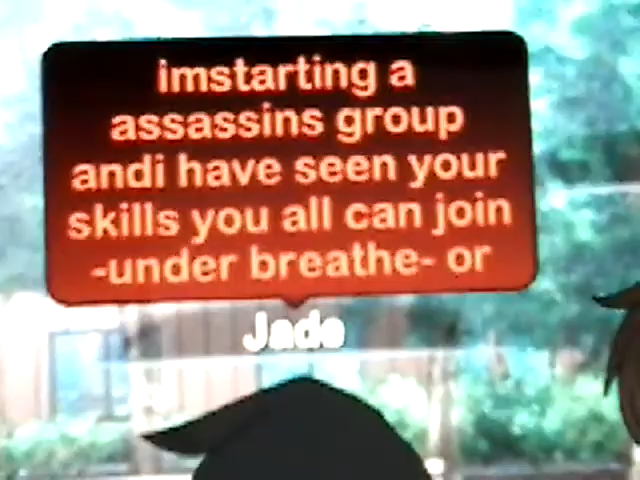 imstarting a
assassins group
andi have seen your
skills you all can join
-under breathe- or
Jade